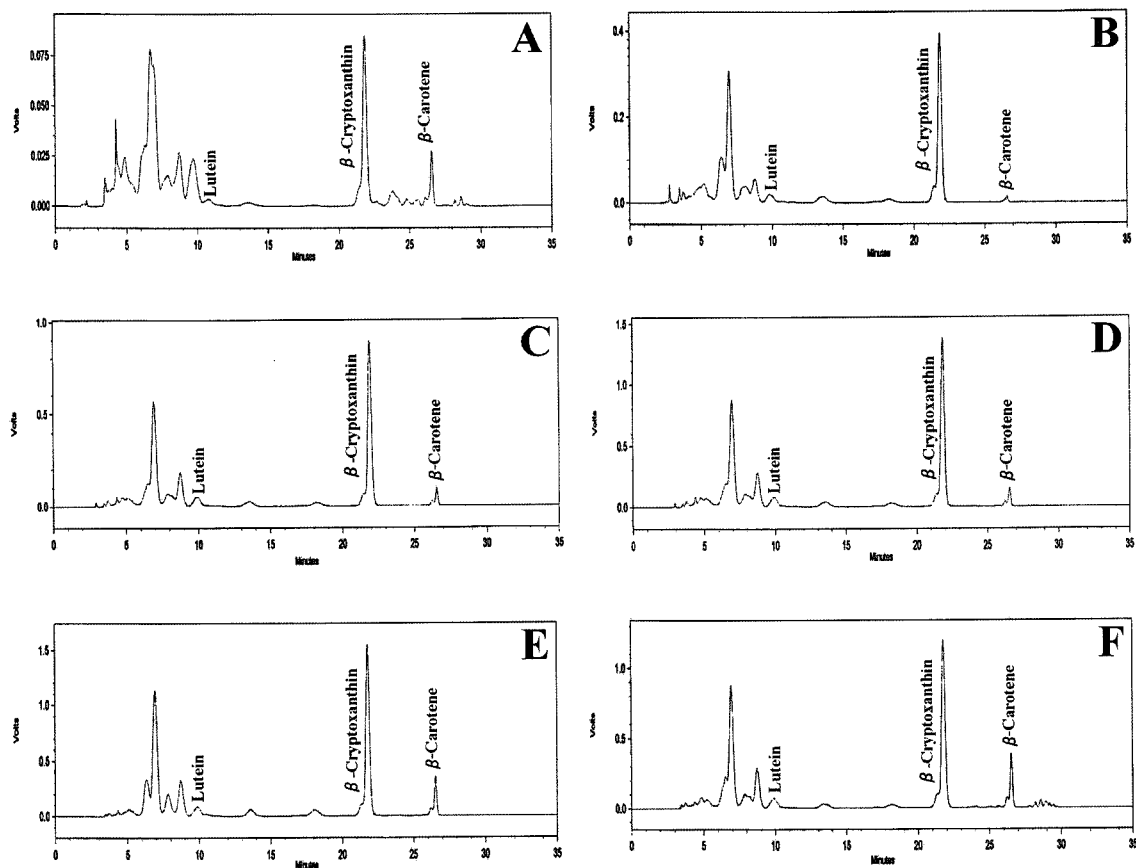 A
Volts
0.075
0.050
0.025
0.000
Lutein
β-Cryptoxanthin
β-Carotene
0 5 10 15 20 25 30 35
Minutes
B
Volts
0.4
0.2
0.0
Lutein
β-Cryptoxanthin
β-Carotene
0 5 10 15 20 25 30 35
Minutes
C
Volts
1.0
0.5
0.0
Lutein
β-Cryptoxanthin
β-Carotene
0 5 10 15 20 25 30 35
Minutes
D
Volts
1.5
1.0
0.5
0.0
Lutein
β-Cryptoxanthin
β-Carotene
0 5 10 15 20 25 30 35
Minutes
E
Volts
1.5
1.0
0.5
0.0
Lutein
β-Cryptoxanthin
β-Carotene
0 5 10 15 20 25 30 35
Minutes
F
Volts
1.0
0.5
0.0
Lutein
β-Cryptoxanthin
β-Carotene
0 5 10 15 20 25 30 35
Minutes